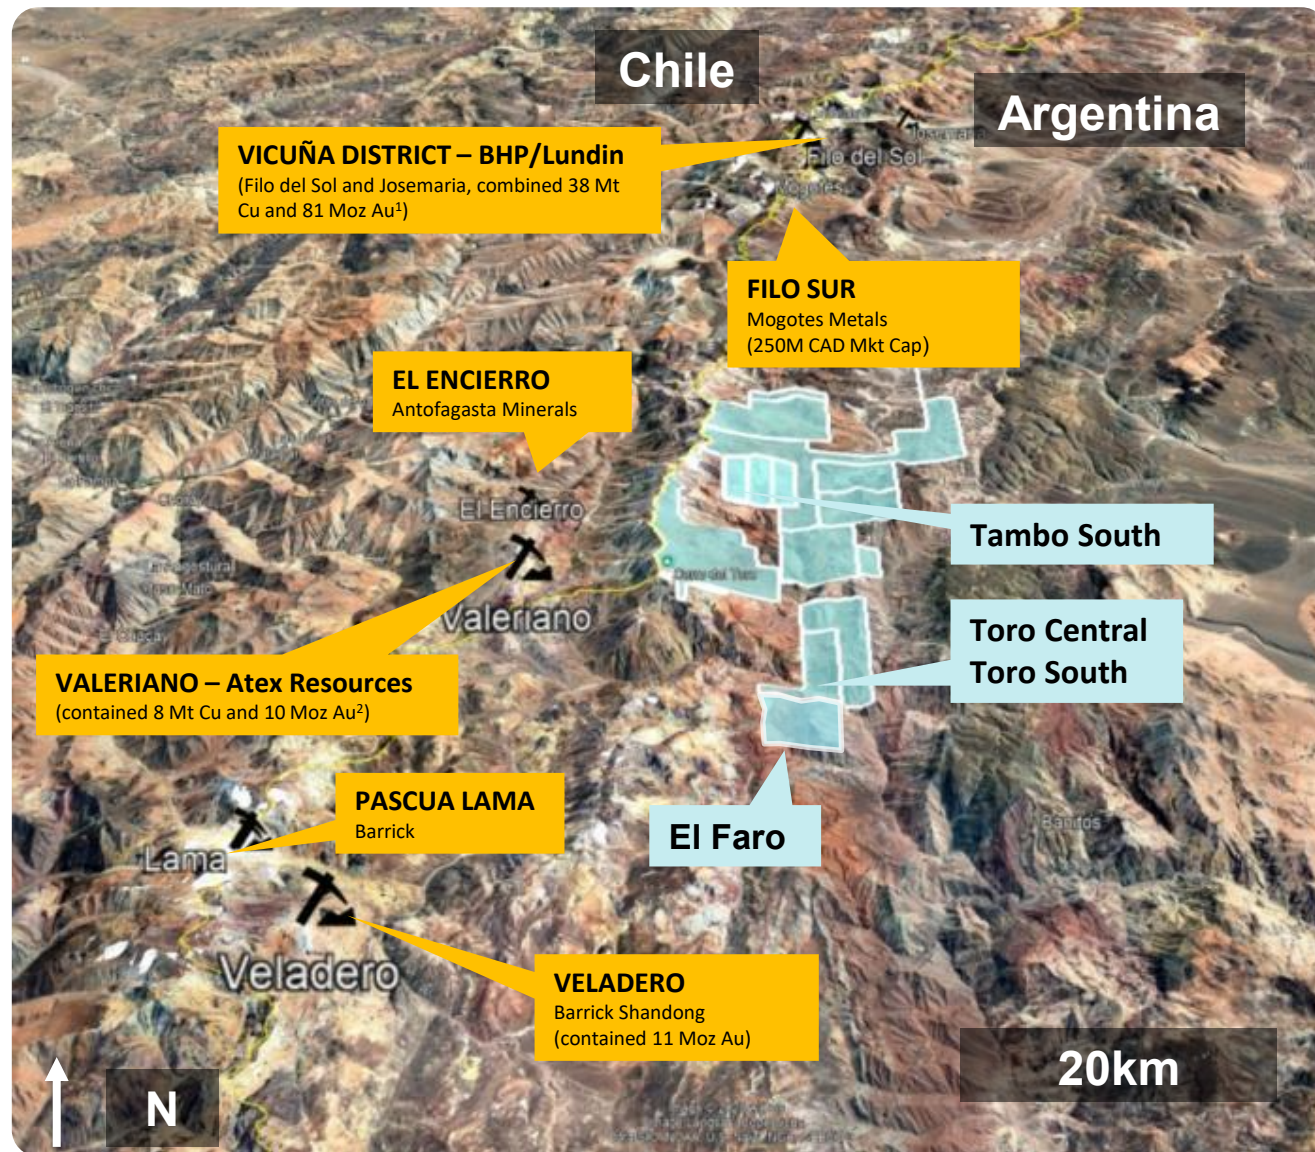 Chile
Argentina
VICUÑA DISTRICT – BHP/Lundin
(Filo del Sol and Josemaria, combined 38 Mt
Cu and 81 Moz Au¹)
Filo del Sol
Mogotes
FILO SUR
Mogotes Metals
(250M CAD Mkt Cap)
EL ENCIERRO
Antofagasta Minerals
El Encierro
Tambo South
Valeriano
Toro Central
Toro South
VALERIANO – Atex Resources
(contained 8 Mt Cu and 10 Moz Au²)
PASCUA LAMA
Barrick
Lama
El Faro
Veladero
VELADERO
Barrick Shandong
(contained 11 Moz Au)
20km
N